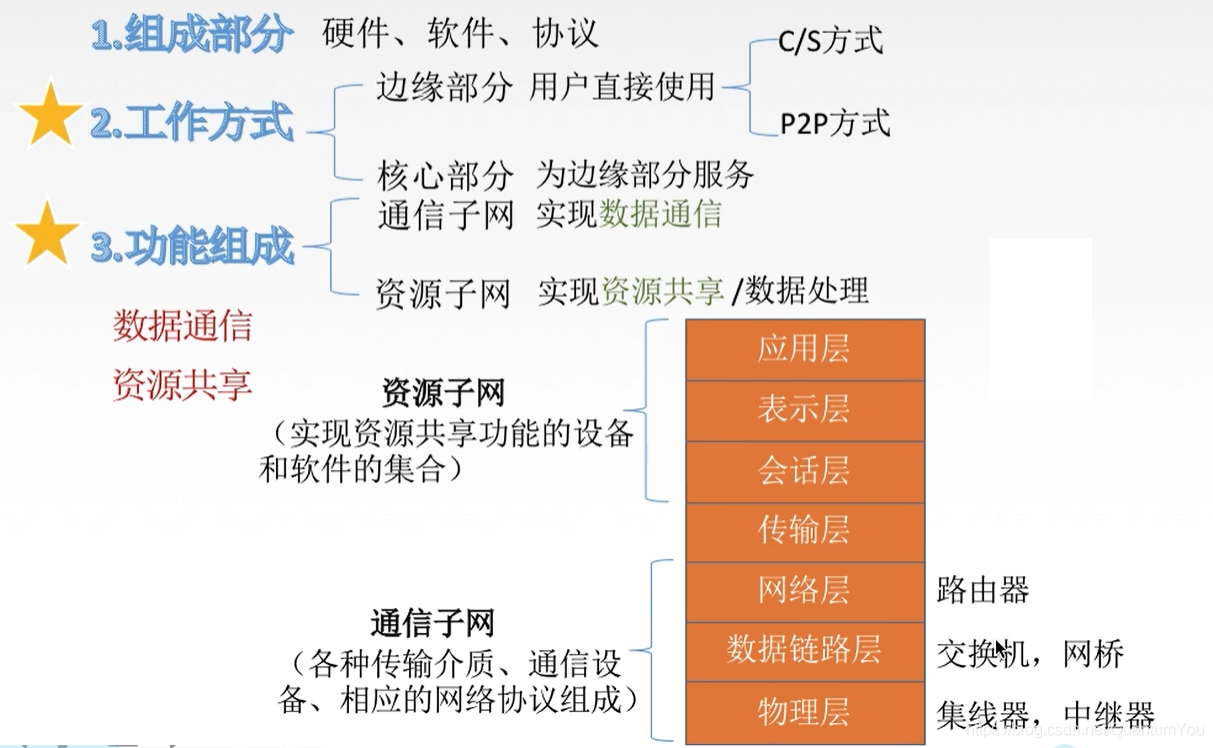 1.组成部分 硬件、软件、协议
C/S方式
边缘部分 用户直接使用
2.工作方式
P2P方式
核心部分 为边缘部分服务
通信子网 实现数据通信
3.功能组成
资源子网 实现资源共享/数据处理
数据通信
资源共享
资源子网
（实现资源共享功能的设备
和软件的集合）
应用层
表示层
会话层
传输层
网络层 路由器
通信子网
（各种传输介质、通信设
备、相应的网络协议组成）
数据链路层 交换机，网桥
物理层 集线器，中继器
https://blog.csdn.net/QuantumYou